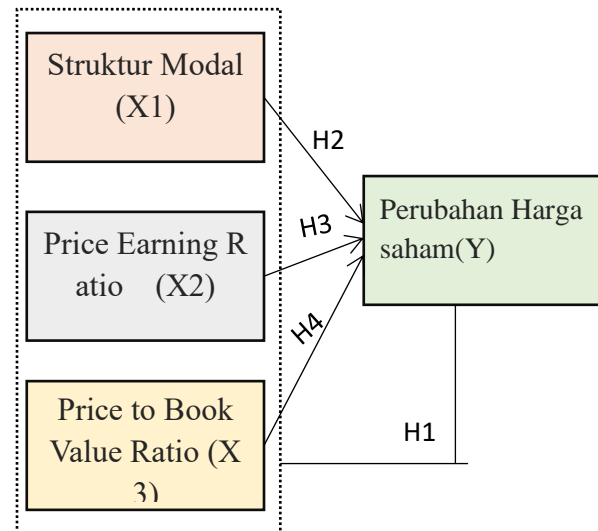 Struktur Modal
(X1)
H2
Perubahan Harga
saham(Y)
Price Earning R
atio (X2)
H3
H4
Price to Book
Value Ratio (X
3)
H1